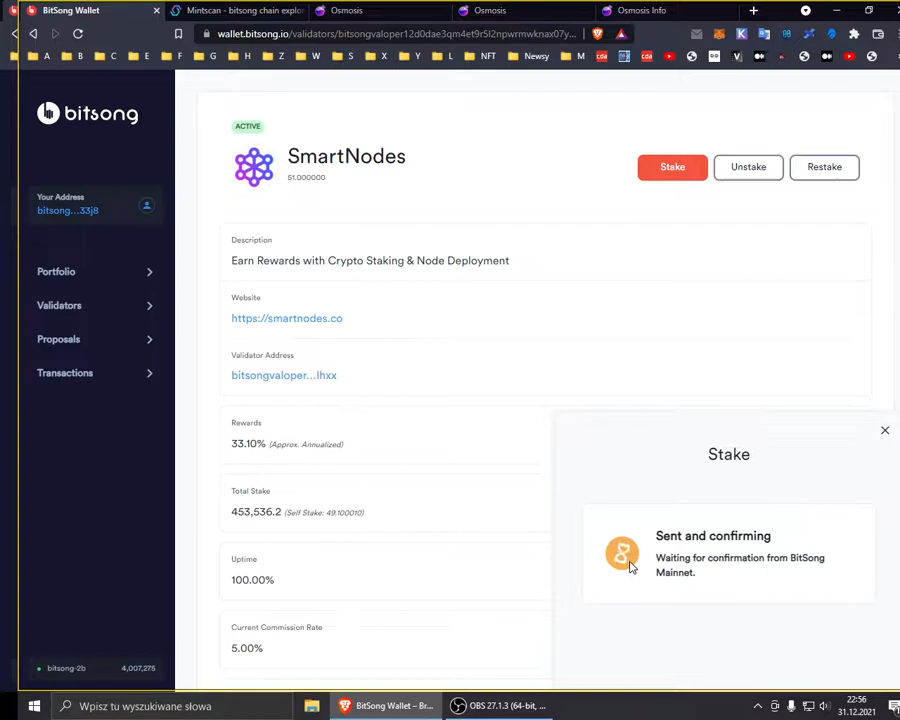 BitSong Wallet
Mintscan - bitsong chain explor
Osmosis
Osmosis
Osmosis Info
wallet.bitsong.io/validators/bitsongvaloper12d0dae3qm4et9r5l2npwrmwknax07y...
A
B
C
E
F
G
H
Z
W
S
X
Y
L
NFT
Newsy
M
bitsong
ACTIVE
SmartNodes
51.000000
Stake
Unstake
Restake
Your Address
bitsong...33j8
Description
Earn Rewards with Crypto Staking & Node Deployment
Portfolio
Validators
Proposals
Transactions
Website
https://smartnodes.co
Validator Address
bitsongvaloper...lhxx
Rewards
33.10% (Approx. Annualized)
Total Stake
453,536.2 (Self Stake: 49.100010)
Uptime
100.00%
Current Commission Rate
5.00%
Stake
Sent and confirming
Waiting for confirmation from BitSong
Mainnet.
bitsong-2b
4,007,275
Wpisz tu wyszukiwane słowa
BitSong Wallet – Br...
OBS 27.1.3 (64-bit, ...
22:56
31.12.2021